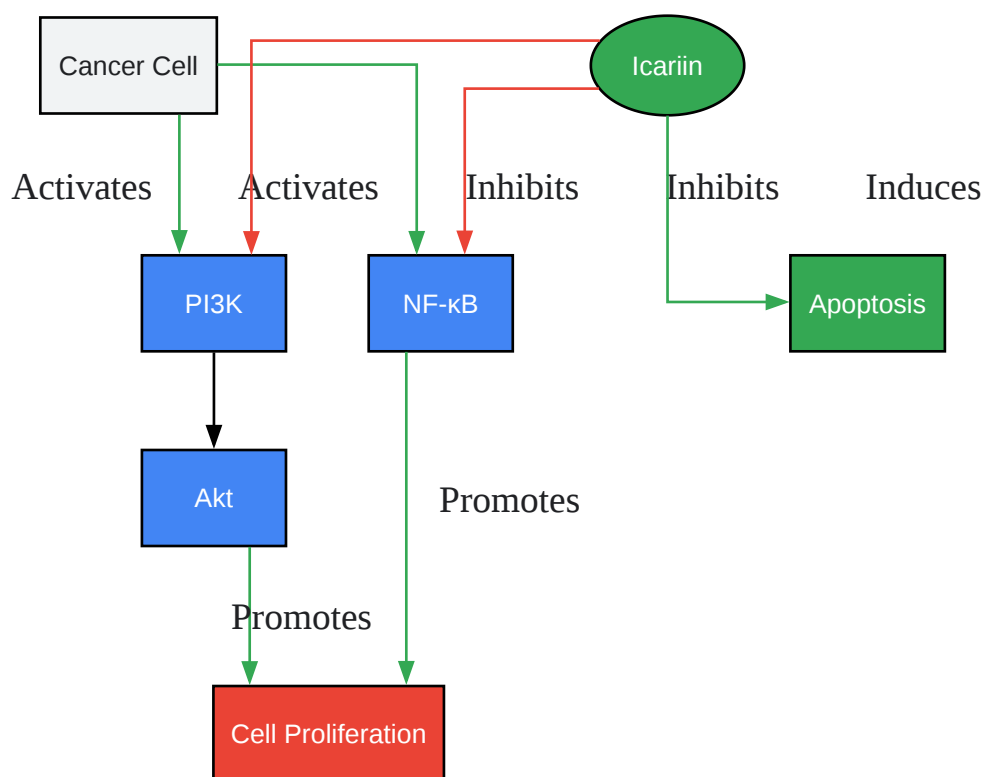 Cancer Cell
Icariin
Activates
Activates
Inhibits
Inhibits
Induces
PI3K
NF-κB
Apoptosis
Akt
Promotes
Promotes
Cell Proliferation